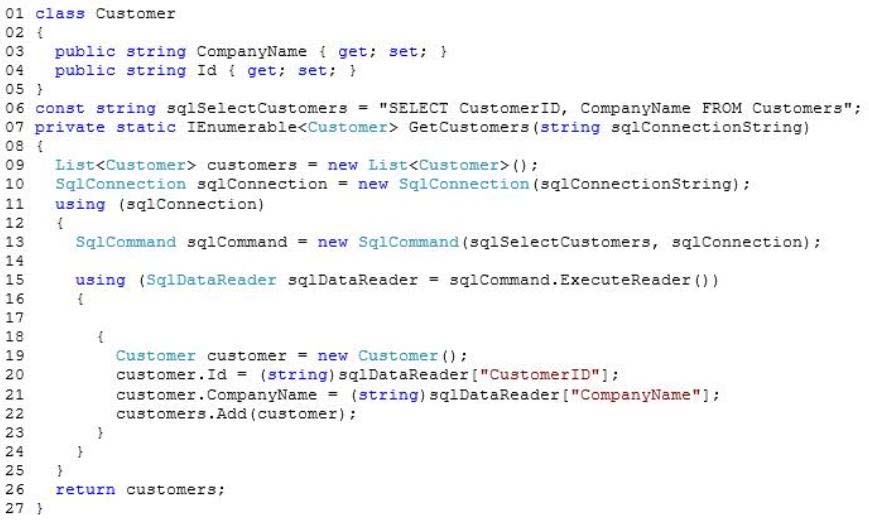 01 class Customer
02 {
03   public string CompanyName { get; set; }
04   public string Id { get; set; }
05 }
06 const string sqlSelectCustomers = "SELECT CustomerID, CompanyName FROM Customers";
07 private static IEnumerable<Customer> GetCustomers(string sqlConnectionString)
08 {
09   List<Customer> customers = new List<Customer>();
10   SqlConnection sqlConnection = new SqlConnection(sqlConnectionString);
11   using (sqlConnection)
12   {
13     SqlCommand sqlCommand = new SqlCommand(sqlSelectCustomers, sqlConnection);
14
15     using (SqlDataReader sqlDataReader = sqlCommand.ExecuteReader())
16     {
17
18       {
19         Customer customer = new Customer();
20         customer.Id = (string)sqlDataReader["CustomerID"];
21         customer.CompanyName = (string)sqlDataReader["CompanyName"];
22         customers.Add(customer);
23       }
24     }
25   }
26   return customers;
27 }